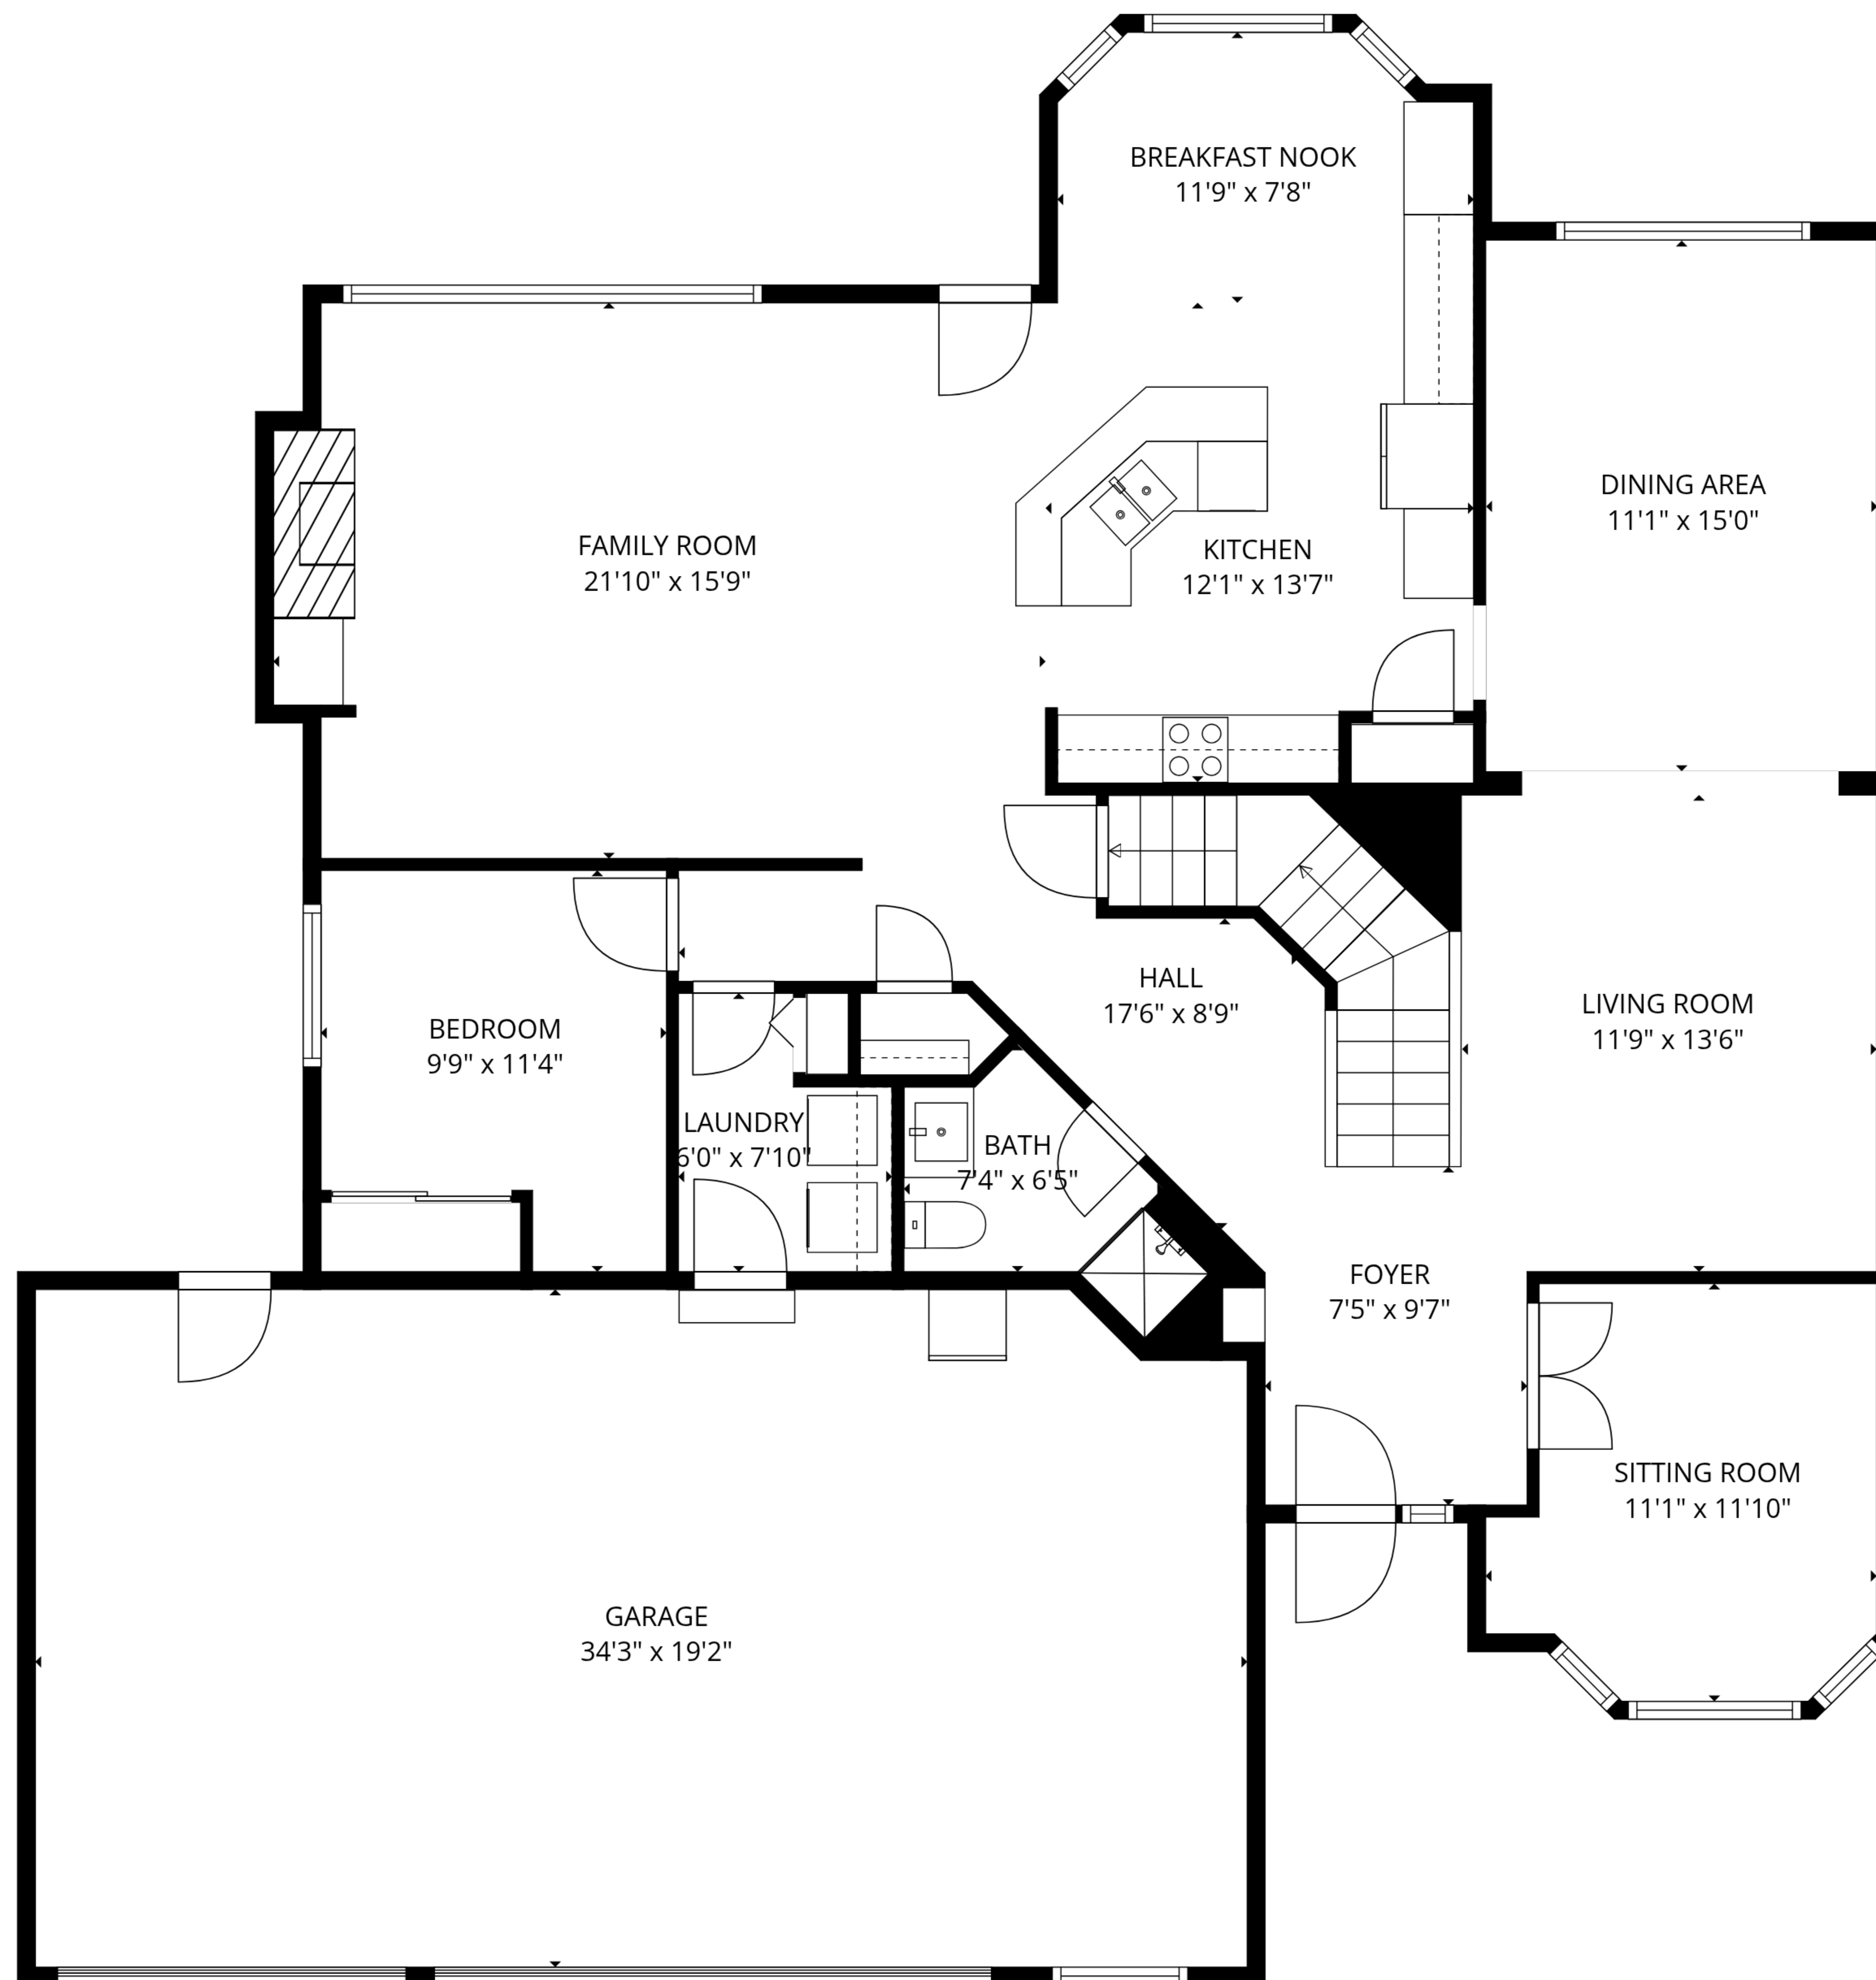 BREAKFAST NOOK
11'9" x 7'8"
DINING AREA
11'1" x 15'0"
FAMILY ROOM
21'10" x 15'9"
KITCHEN
12'1" x 13'7"
HALL
17'6" x 8'9"
LIVING ROOM
11'9" x 13'6"
BEDROOM
9'9" x 11'4"
LAUNDRY
6'0" x 7'10"
BATH
7'4" x 6'5"
FOYER
7'5" x 9'7"
SITTING ROOM
11'1" x 11'10"
GARAGE
34'3" x 19'2"